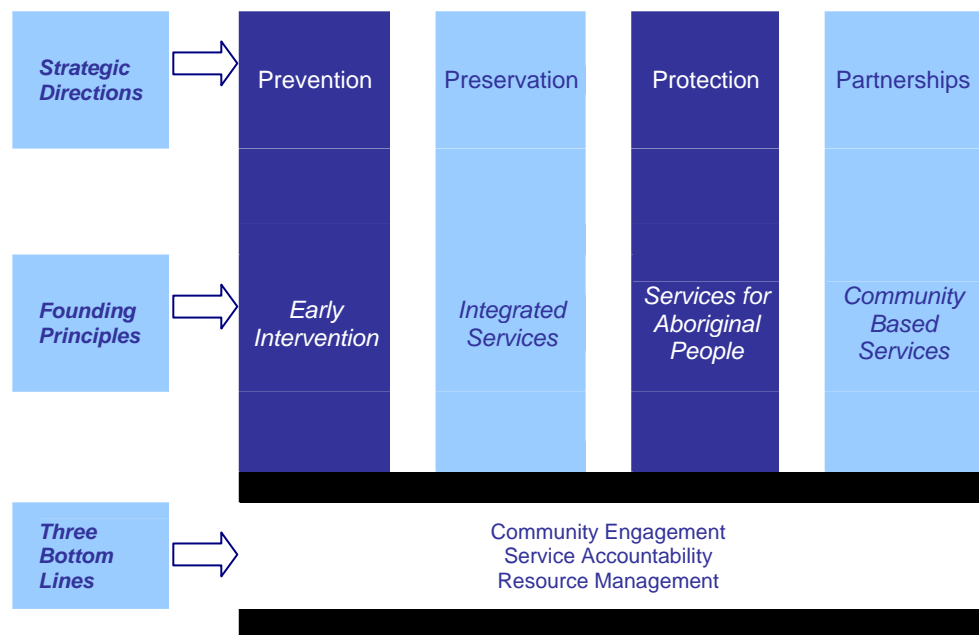 Strategic
Directions
Prevention
Preservation
Protection
Partnerships
Founding
Principles
Early
Intervention
Integrated
Services
Services for
Aboriginal
People
Community
Based
Services
Three
Bottom
Lines
Community Engagement
Service Accountability
Resource Management